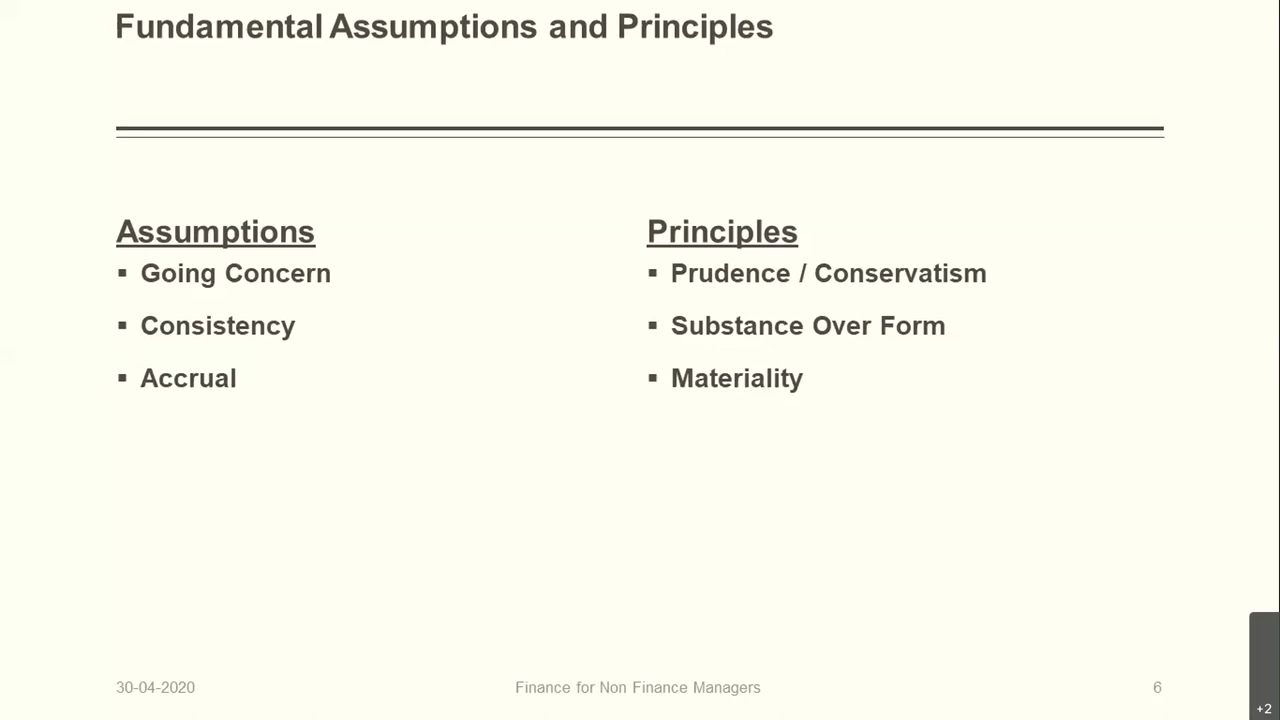 Fundamental Assumptions and Principles
Assumptions
▪ Going Concern
▪ Consistency
▪ Accrual
Principles
▪ Prudence / Conservatism
▪ Substance Over Form
▪ Materiality
30-04-2020
Finance for Non Finance Managers
6
+2